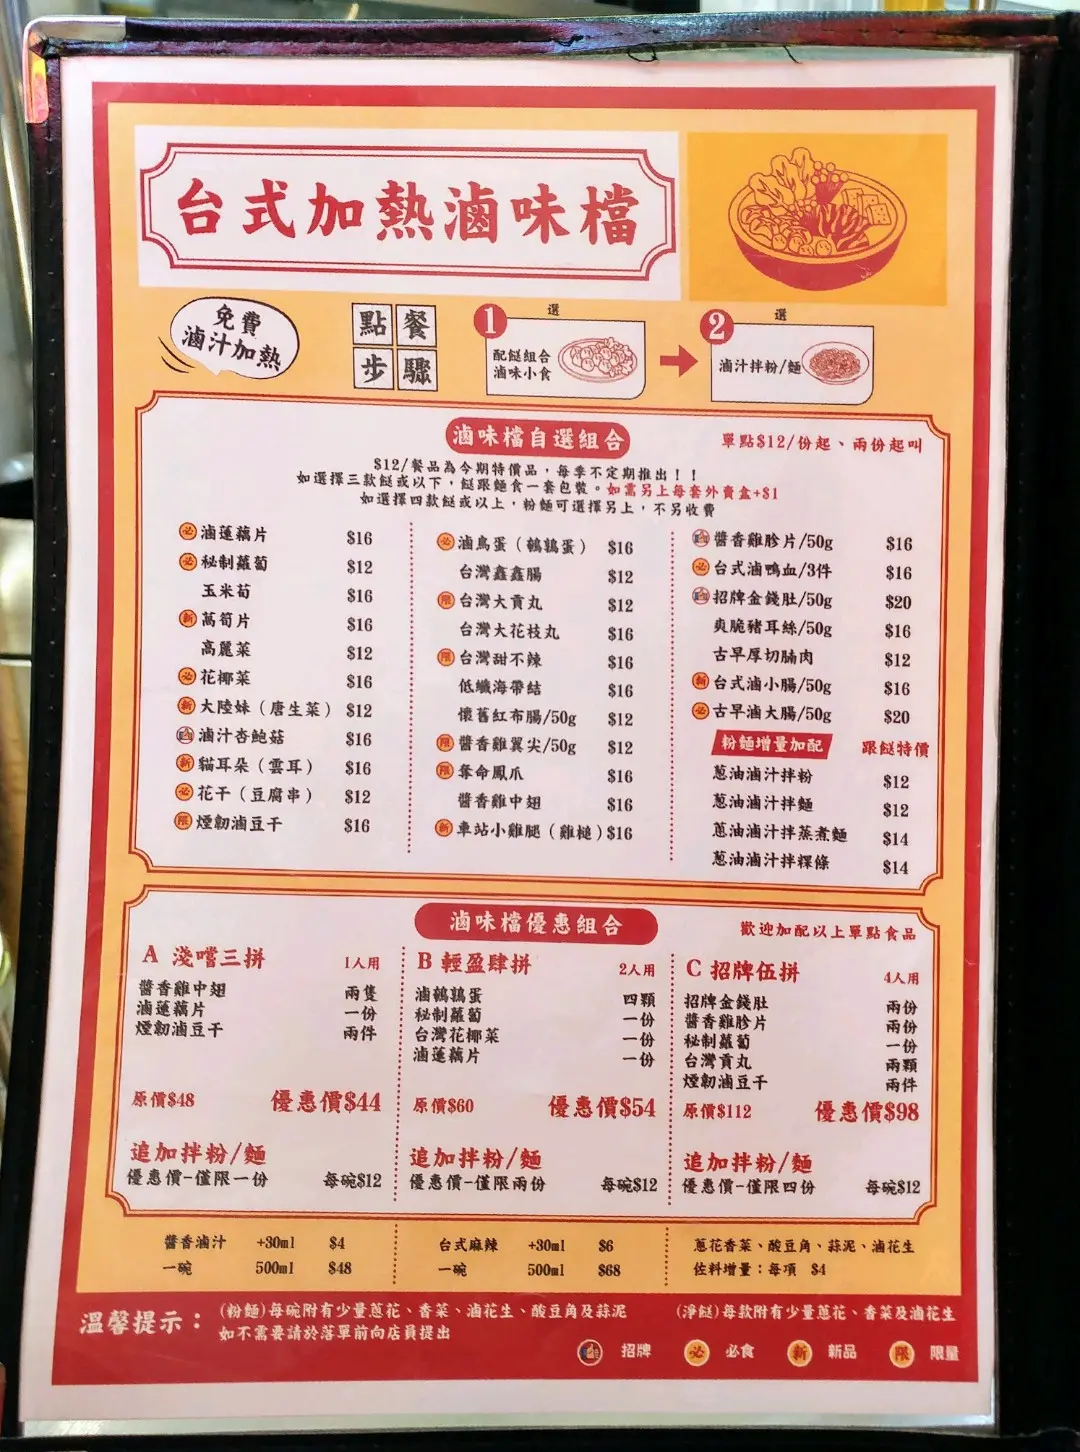 台式加熱滷味檔
免費
滷汁加熱
點餐
步驟
1
選
配餸組合
滷味小食
2
選
滷汁拌粉/麵
滷味檔自選組合
單點$12/份起、兩份起叫
$12/餐品為今期特價品，每季不定期推出！！
如選擇三款餸或以下，餸跟麵食一套包裝。如需另上每套外賣盒+$1
如選擇四款餸或以上，粉麵可選擇另上，不另收費
必 滷蓮藕片 $16
必 秘制蘿蔔 $12
玉米筍 $16
新 萵筍片 $16
高麗菜 $12
必 花椰菜 $16
新 大陸妹（唐生菜） $12
滷汁杏鮑菇 $16
新 貓耳朵（雲耳） $16
必 花干（豆腐串） $12
限 煙韌滷豆干 $16
必 滷鳥蛋（鵪鶉蛋） $16
台灣鑫鑫腸 $12
限 台灣大貢丸 $12
台灣大花枝丸 $16
限 台灣甜不辣 $16
低纖海帶結 $16
懷舊紅布腸/50g $12
限 醬香雞翼尖/50g $12
限 奪命鳳爪 $16
醬香雞中翅 $16
新 車站小雞腿（雞槌） $16
醬香雞胗片/50g $16
必 台式滷鴨血/3件 $16
招牌金錢肚/50g $20
爽脆豬耳絲/50g $16
古早厚切腩肉 $12
新 台式滷小腸/50g $16
必 古早滷大腸/50g $20
粉麵增量加配 跟餸特價
蔥油滷汁拌粉 $12
蔥油滷汁拌麵 $12
蔥油滷汁拌蒸煮麵 $14
蔥油滷汁拌粿條 $14
滷味檔優惠組合
歡迎加配以上單點食品
A 淺嚐三拼 1人用
醬香雞中翅 兩隻
滷蓮藕片 一份
煙韌滷豆干 兩件
原價$48 優惠價$44
追加拌粉/麵
優惠價-僅限一份 每碗$12
B 輕盈肆拼 2人用
滷鵪鶉蛋 四顆
秘制蘿蔔 一份
台灣花椰菜 一份
滷蓮藕片 一份
原價$60 優惠價$54
追加拌粉/麵
優惠價-僅限兩份 每碗$12
C 招牌伍拼 4人用
招牌金錢肚 兩份
醬香雞胗片 兩份
秘制蘿蔔 一份
台灣貢丸 兩顆
煙韌滷豆干 兩件
原價$112 優惠價$98
追加拌粉/麵
優惠價-僅限四份 每碗$12
醬香滷汁 +30ml $4
一碗 500ml $48
台式麻辣 +30ml $6
一碗 500ml $68
蔥花香菜、酸豆角、蒜泥、滷花生
佐料增量：每項 $4
溫馨提示：
(粉麵)每碗附有少量蔥花、香菜、滷花生、酸豆角及蒜泥
如不需要請於落單前向店員提出
(淨餸)每款附有少量蔥花、香菜及滷花生
招牌 必 必食 新 新品 限 限量